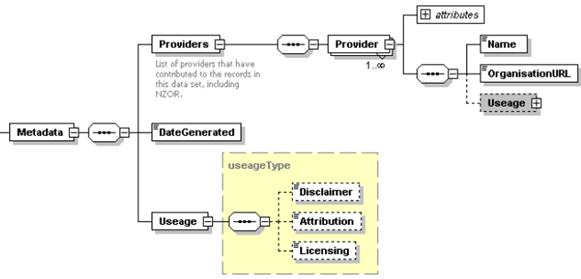 attributes
Providers
Provider
1..∞
Name
List of providers that have
contributed to the records in
this data set, including
NZOR.
OrganisationURL
Useage
Metadata
DateGenerated
useageType
Disclaimer
Useage
Attribution
Licensing